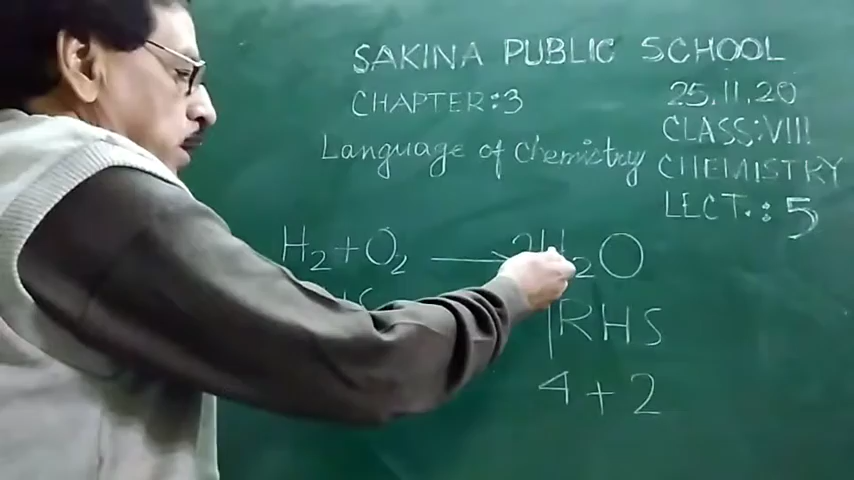 SAKINA PUBLIC SCHOOL
25.11.20
CHAPTER:3
CLASS:VIII
Language of Chemistry
CHEMISTRY
LECT.: 5
H₂+O₂ ⟶ 2H₂O
RHS
4+2